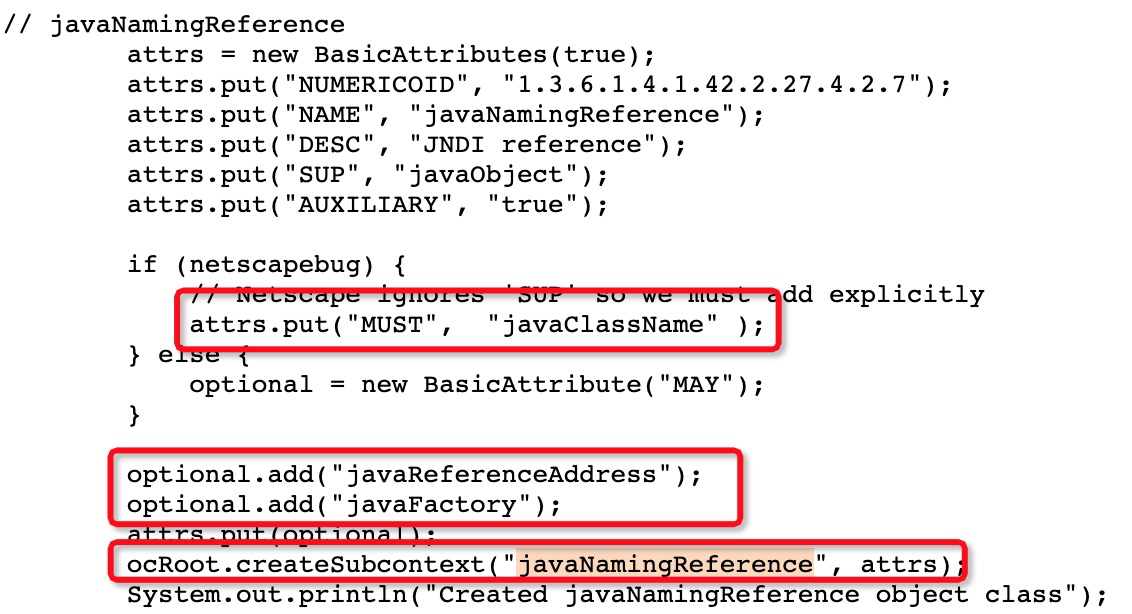 // javaNamingReference
attrs = new BasicAttributes(true);
attrs.put("NUMERICOID", "1.3.6.1.4.1.42.2.27.4.2.7");
attrs.put("NAME", "javaNamingReference");
attrs.put("DESC", "JNDI reference");
attrs.put("SUP", "javaObject");
attrs.put("AUXILIARY", "true");
if (netscapebug) {
// Netscape ignores 'SUP' so we must add explicitly
attrs.put("MUST", "javaClassName" );
} else {
optional = new BasicAttribute("MAY");
}
optional.add("javaReferenceAddress");
optional.add("javaFactory");
attrs.put(optional);
ocRoot.createSubcontext("javaNamingReference", attrs);
System.out.println("Created javaNamingReference object class");